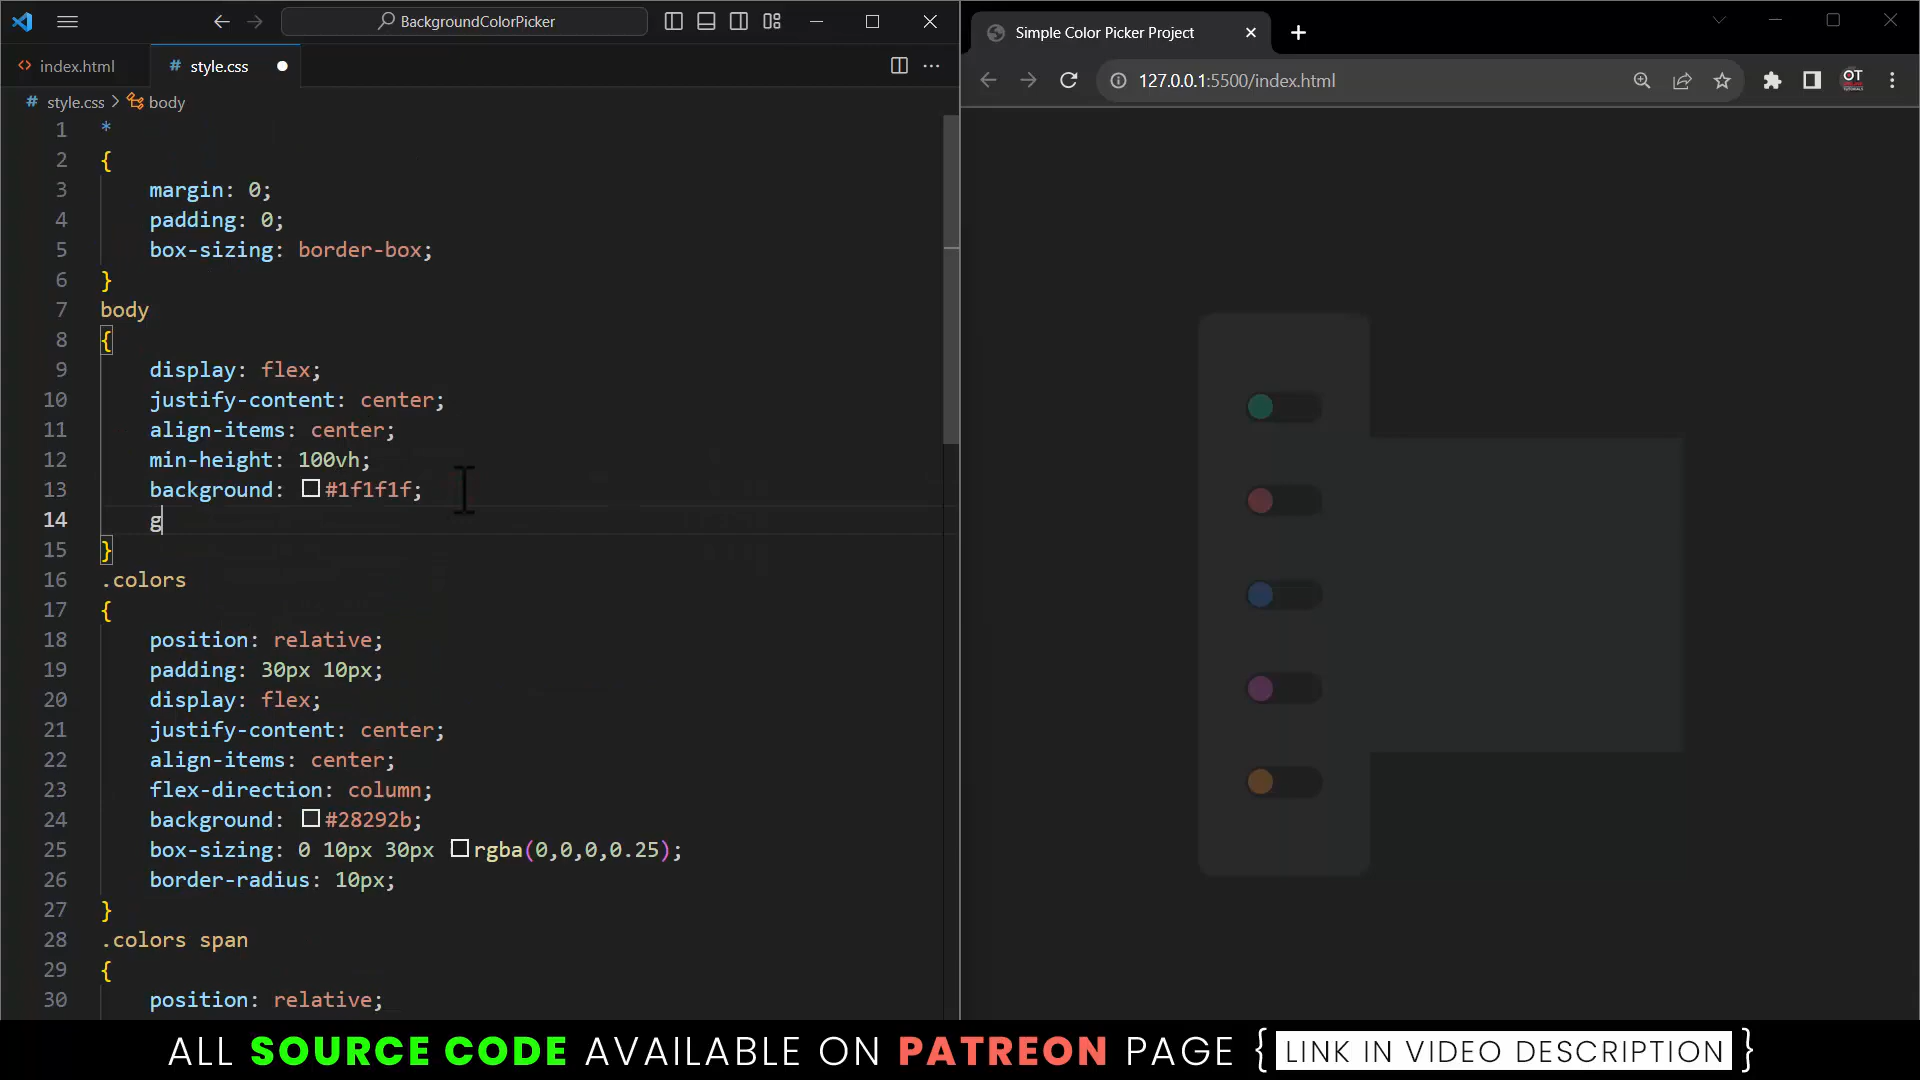 BackgroundColorPicker
index.html
# style.css
# style.css > body
1 *
2 {
3 margin: 0;
4 padding: 0;
5 box-sizing: border-box;
6 }
7 body
8 {
9 display: flex;
10 justify-content: center;
11 align-items: center;
12 min-height: 100vh;
13 background: #1f1f1f;
14 g
15 }
16 .colors
17 {
18 position: relative;
19 padding: 30px 10px;
20 display: flex;
21 justify-content: center;
22 align-items: center;
23 flex-direction: column;
24 background: #28292b;
25 box-sizing: 0 10px 30px rgba(0,0,0,0.25);
26 border-radius: 10px;
27 }
28 .colors span
29 {
30 position: relative;
Simple Color Picker Project
127.0.0.1:5500/index.html
OT
ALL SOURCE CODE AVAILABLE ON PATREON PAGE { LINK IN VIDEO DESCRIPTION }